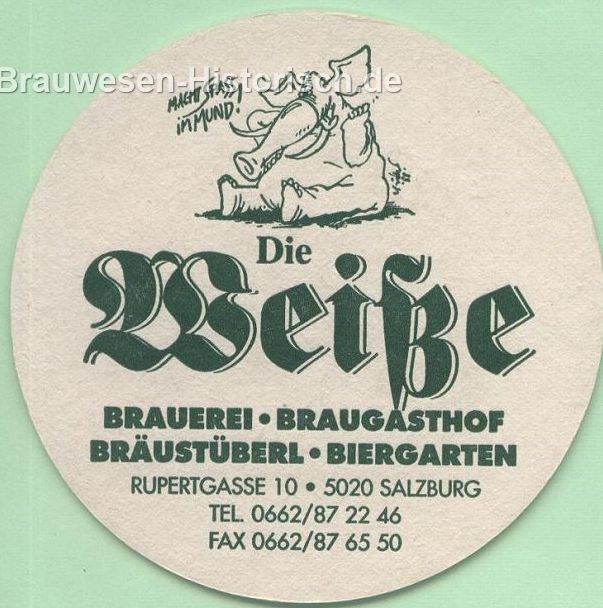 Brauwesen-Historisch.de
MACHT SPASS
in MUND!
Die
Weiße
BRAUEREI • BRAUGASTHOF
BRÄUSTÜBERL • BIERGARTEN
RUPERTGASSE 10 • 5020 SALZBURG
TEL. 0662/87 22 46
FAX 0662/87 65 50